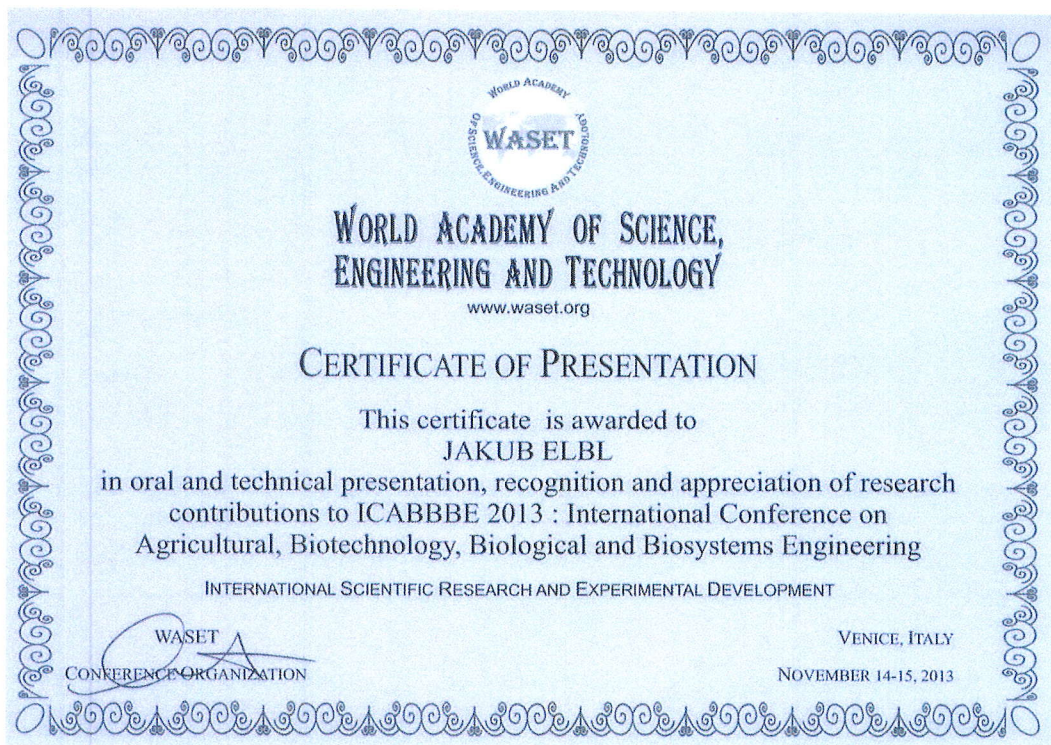 WORLD ACADEMY
OF SCIENCE, ENGINEERING AND TECHNOLOGY
WASET
WORLD ACADEMY OF SCIENCE,
ENGINEERING AND TECHNOLOGY
www.waset.org
CERTIFICATE OF PRESENTATION
This certificate is awarded to
JAKUB ELBL
in oral and technical presentation, recognition and appreciation of research
contributions to ICABBBE 2013 : International Conference on
Agricultural, Biotechnology, Biological and Biosystems Engineering
INTERNATIONAL SCIENTIFIC RESEARCH AND EXPERIMENTAL DEVELOPMENT
WASET
CONFERENCE ORGANIZATION
VENICE, ITALY
NOVEMBER 14-15, 2013